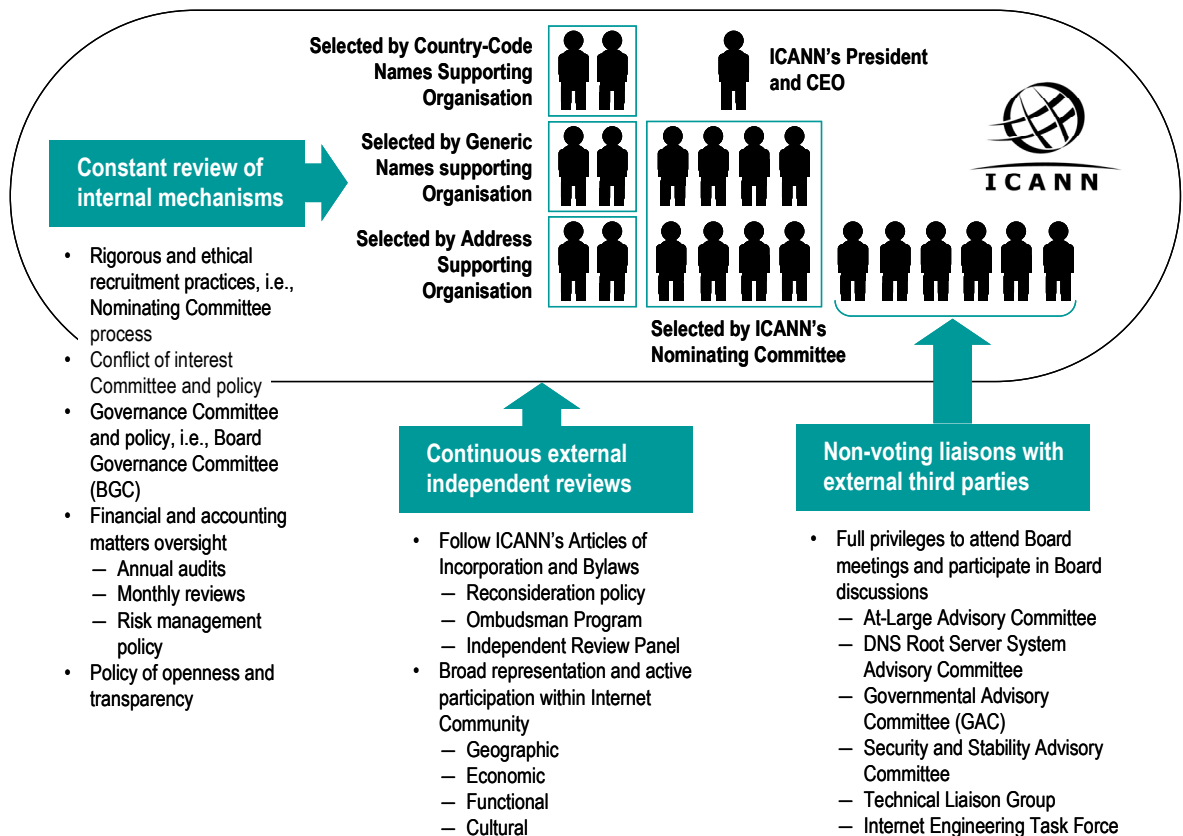 Selected by Country-Code
Names Supporting
Organisation
ICANN's President
and CEO
ICANN
Selected by Generic
Names supporting
Organisation
Selected by Address
Supporting
Organisation
Selected by ICANN's
Nominating Committee
Constant review of
internal mechanisms
• Rigorous and ethical
recruitment practices, i.e.,
Nominating Committee
process
• Conflict of interest
Committee and policy
• Governance Committee
and policy, i.e., Board
Governance Committee
(BGC)
• Financial and accounting
matters oversight
— Annual audits
— Monthly reviews
— Risk management
policy
• Policy of openness and
transparency
Continuous external
independent reviews
• Follow ICANN's Articles of
Incorporation and Bylaws
— Reconsideration policy
— Ombudsman Program
— Independent Review Panel
• Broad representation and active
participation within Internet
Community
— Geographic
— Economic
— Functional
— Cultural
Non-voting liaisons with
external third parties
• Full privileges to attend Board
meetings and participate in Board
discussions
— At-Large Advisory Committee
— DNS Root Server System
Advisory Committee
— Governmental Advisory
Committee (GAC)
— Security and Stability Advisory
Committee
— Technical Liaison Group
— Internet Engineering Task Force